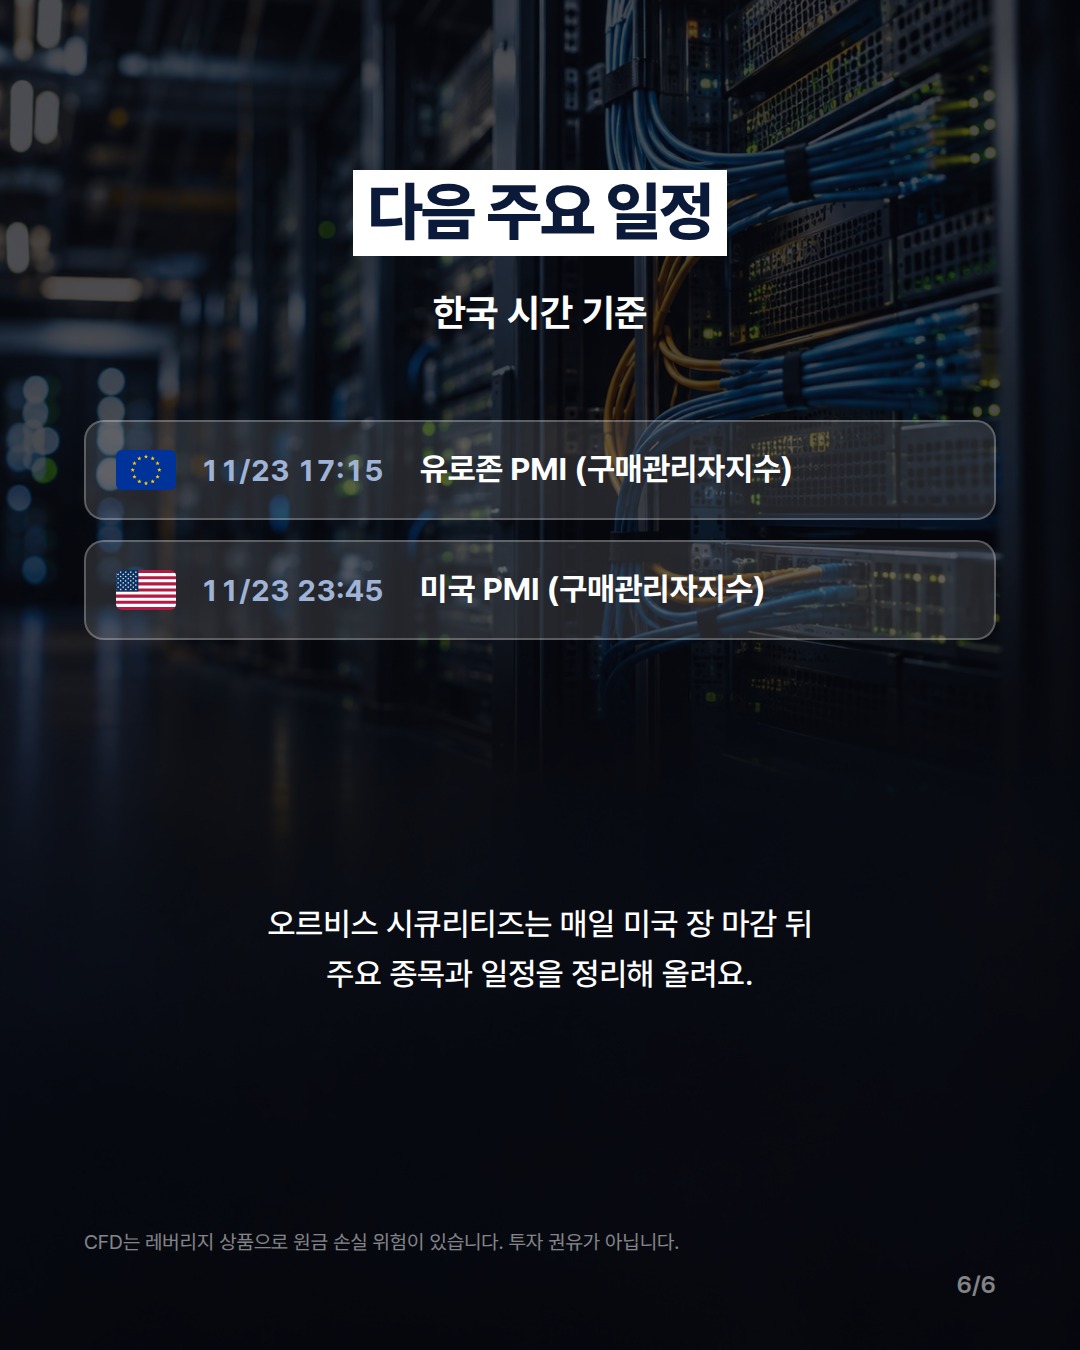 다음 주요 일정
한국 시간 기준
11/23 17:15 유로존 PMI (구매관리자지수)
11/23 23:45 미국 PMI (구매관리자지수)
오르비스 시큐리티즈는 매일 미국 장 마감 뒤
주요 종목과 일정을 정리해 올려요.
CFD는 레버리지 상품으로 원금 손실 위험이 있습니다. 투자 권유가 아닙니다.
6/6